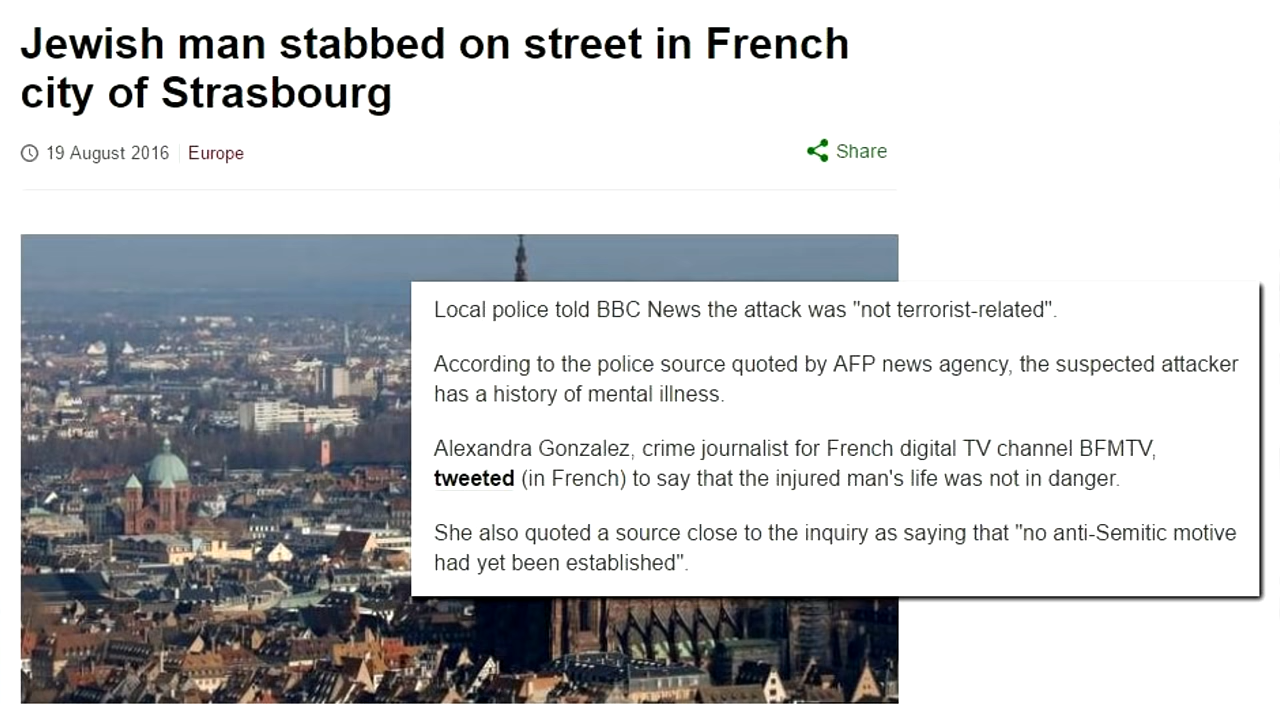 Jewish man stabbed on street in French
city of Strasbourg
19 August 2016 Europe
Share
Local police told BBC News the attack was "not terrorist-related".
According to the police source quoted by AFP news agency, the suspected attacker
has a history of mental illness.
Alexandra Gonzalez, crime journalist for French digital TV channel BFMTV,
tweeted (in French) to say that the injured man's life was not in danger.
She also quoted a source close to the inquiry as saying that "no anti-Semitic motive
had yet been established".